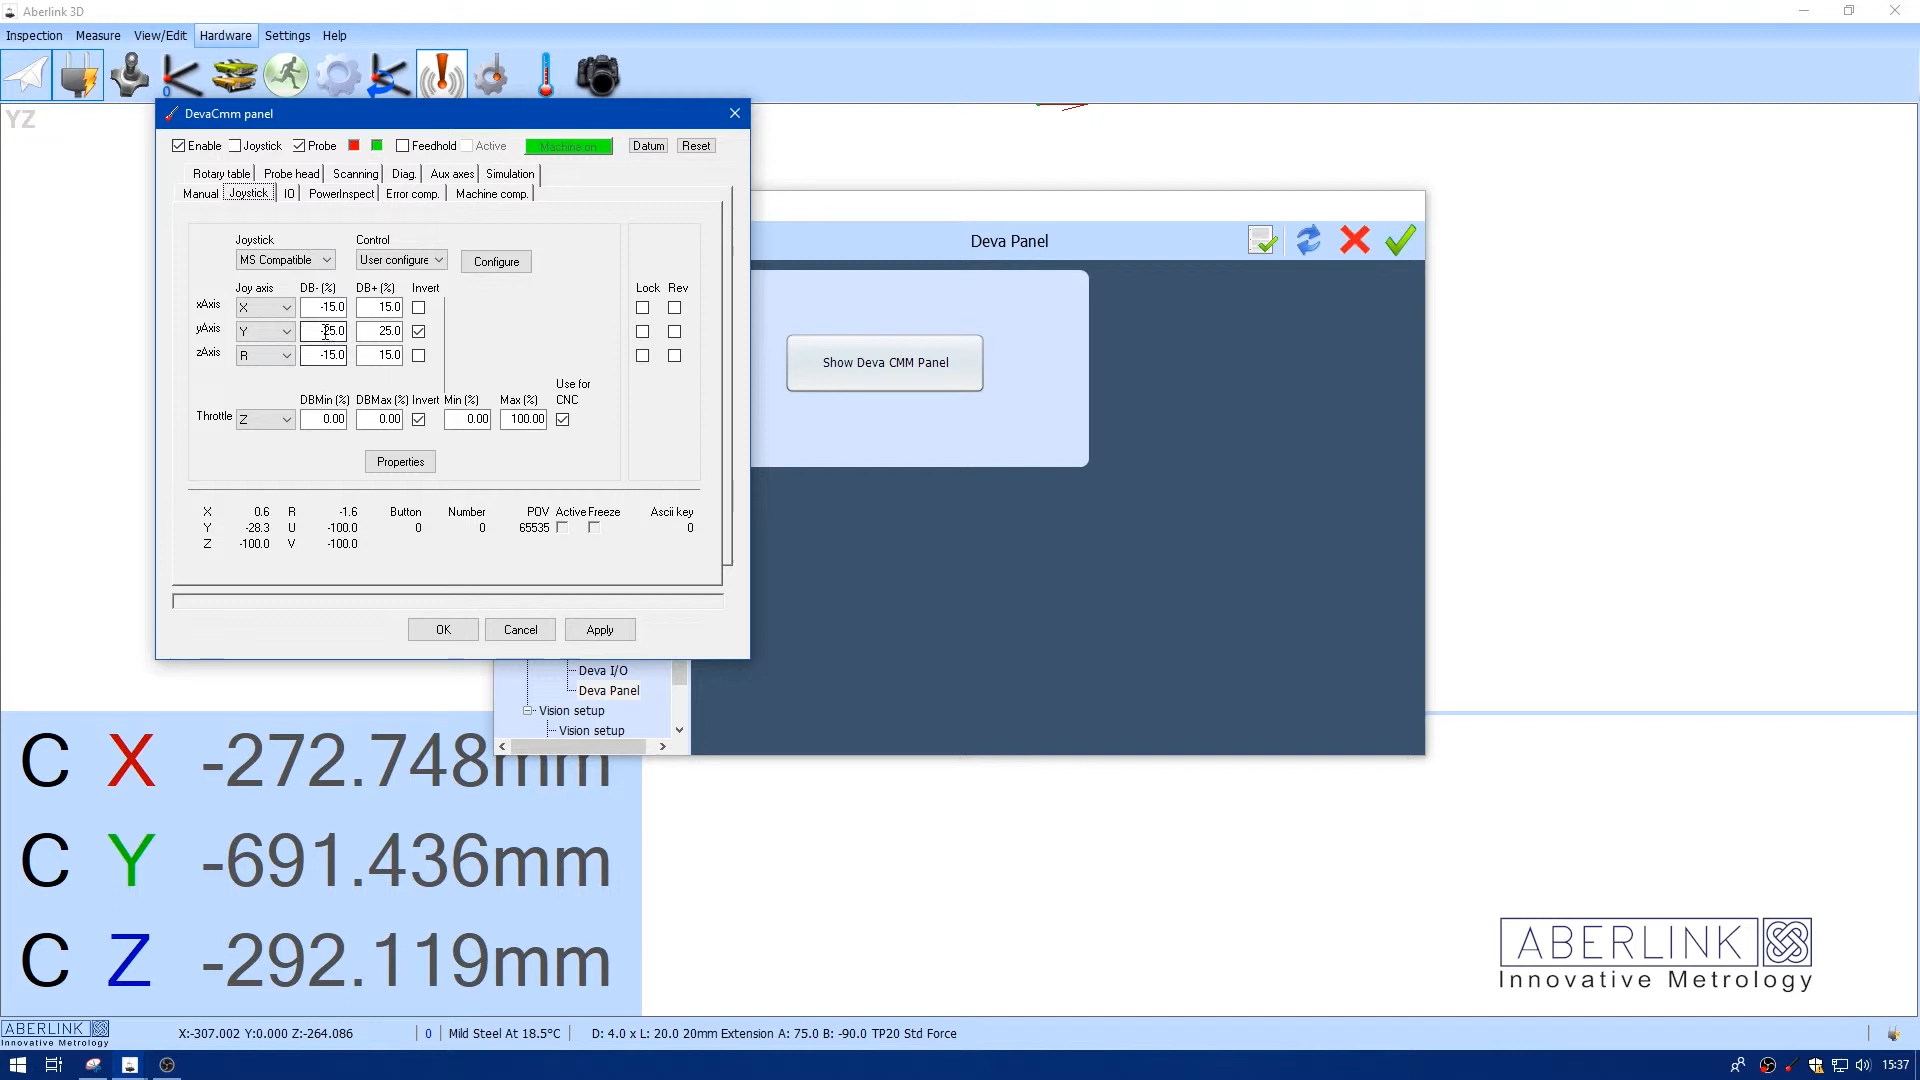 Aberlink 3D
Inspection Measure View/Edit Hardware Settings Help
YZ
DevaCmm panel
Enable Joystick Probe Feedhold Active Machine on Datum Reset
Rotary table Probe head Scanning Diag. Aux axes Simulation
Manual Joystick IO PowerInspect Error comp. Machine comp.
Joystick Control
MS Compatible User configure Configure
Joy axis DB- (%) DB+ (%) Invert Lock Rev
xAxis X -15.0 15.0
yAxis Y -25.0 25.0
zAxis R -15.0 15.0
Use for
DBMin (%) DBMax (%) Invert Min (%) Max (%) CNC
Throttle Z 0.00 0.00 0.00 100.00
Properties
X 0.6 R -1.6 Button Number POV Active Freeze Ascii key
Y -28.3 U -100.0 0 0 65535 0
Z -100.0 V -100.0
OK Cancel Apply
Deva Panel
Show Deva CMM Panel
Deva I/O
Deva Panel
Vision setup
Vision setup
C X -272.748mm
C Y -691.436mm
C Z -292.119mm
ABERLINK
Innovative Metrology
ABERLINK
Innovative Metrology
X:-307.002 Y:0.000 Z:-264.086 0 Mild Steel At 18.5°C D: 4.0 x L: 20.0 20mm Extension A: 75.0 B: -90.0 TP20 Std Force
15:37